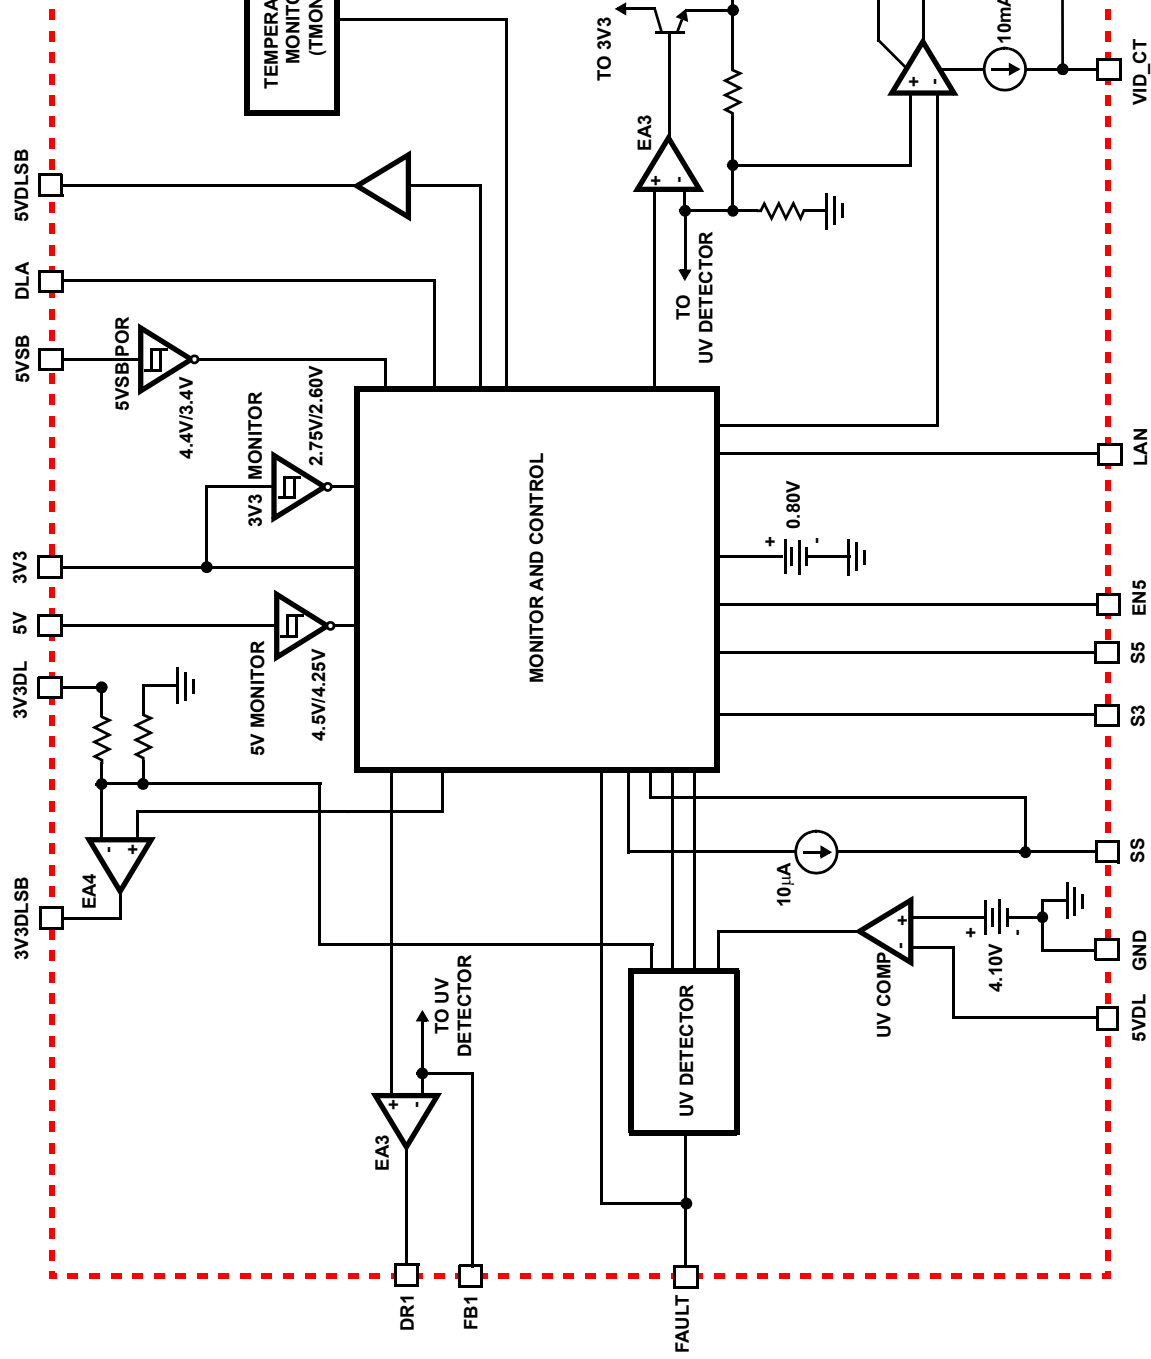 3V3DLSB
3V3DL
5V
3V3
5VSB
DLA
5VDLSB
EA4
-
+
5V MONITOR
4.5V/4.25V
3V3 MONITOR
2.75V/2.60V
5VSB POR
4.4V/3.4V
MONITOR
(TMON
TO 3V3
EA3
+
-
TO
UV DETECTOR
+
-
10mA
VID_CT
MONITOR AND CONTROL
+
0.80V
-
LAN
EN5
S5
S3
SS
GND
5VDL
10µA
UV COMP
-
+
+
4.10V
-
UV DETECTOR
TO UV
DETECTOR
EA3
+
-
DR1
FB1
FAULT